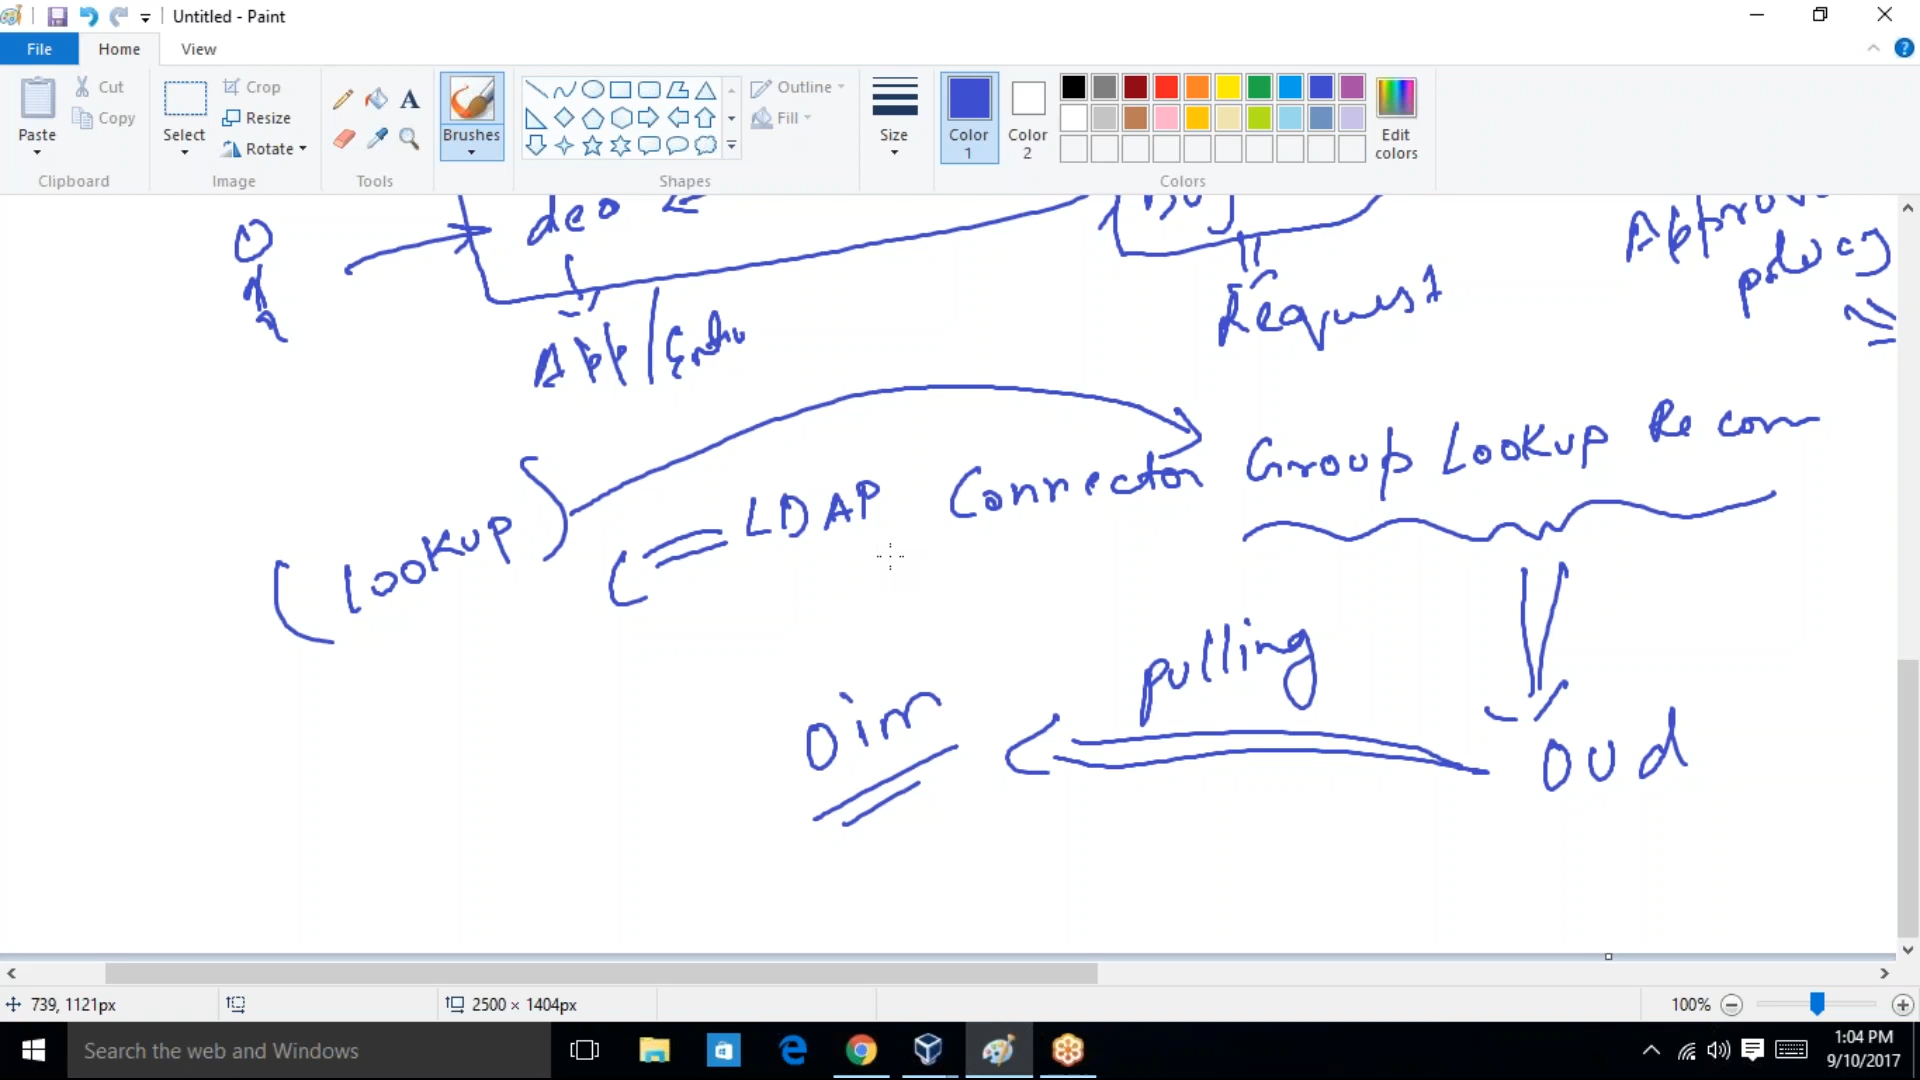 Untitled - Paint
File
Home
View
Paste
Cut
Copy
Clipboard
Select
Crop
Resize
Rotate
Image
Tools
Brushes
Shapes
Outline
Fill
Size
Color 1
Color 2
Edit colors
Colors
App
Request
policy
LDAP Connector Group Lookup Recon
(lookup)
pulling
oim
oud
739, 1121px
2500 × 1404px
100%
Search the web and Windows
1:04 PM
9/10/2017